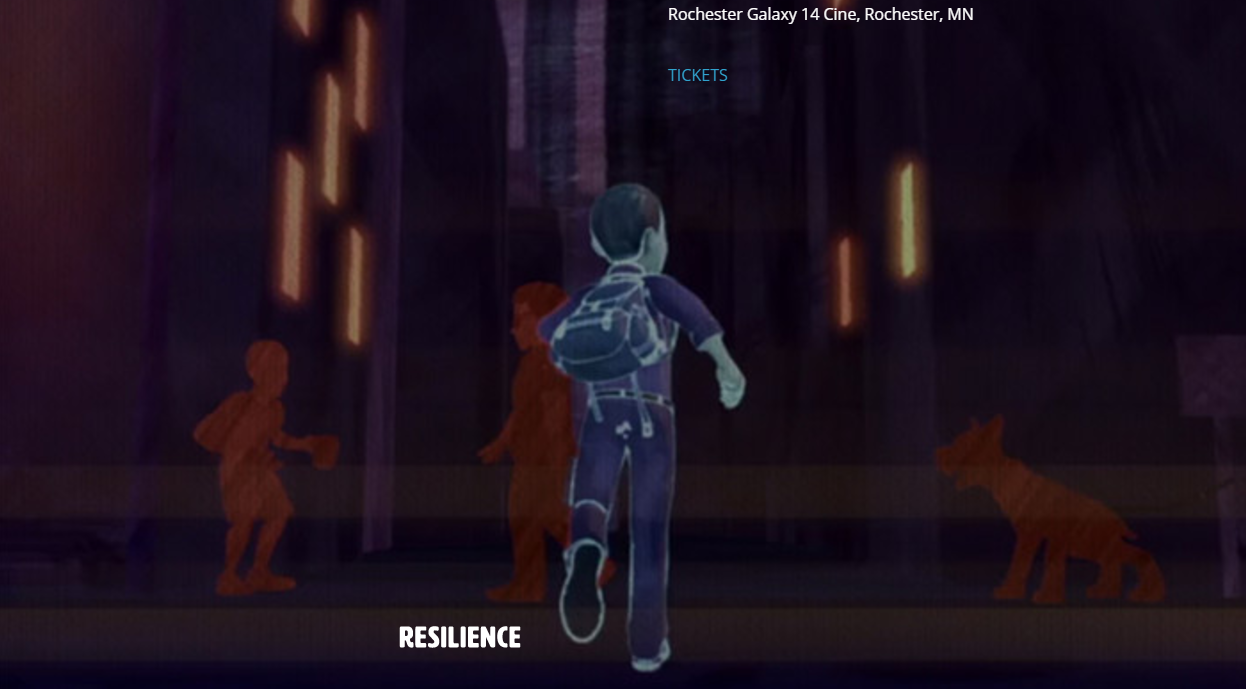 Rochester Galaxy 14 Cine, Rochester, MN
TICKETS
RESILIENCE